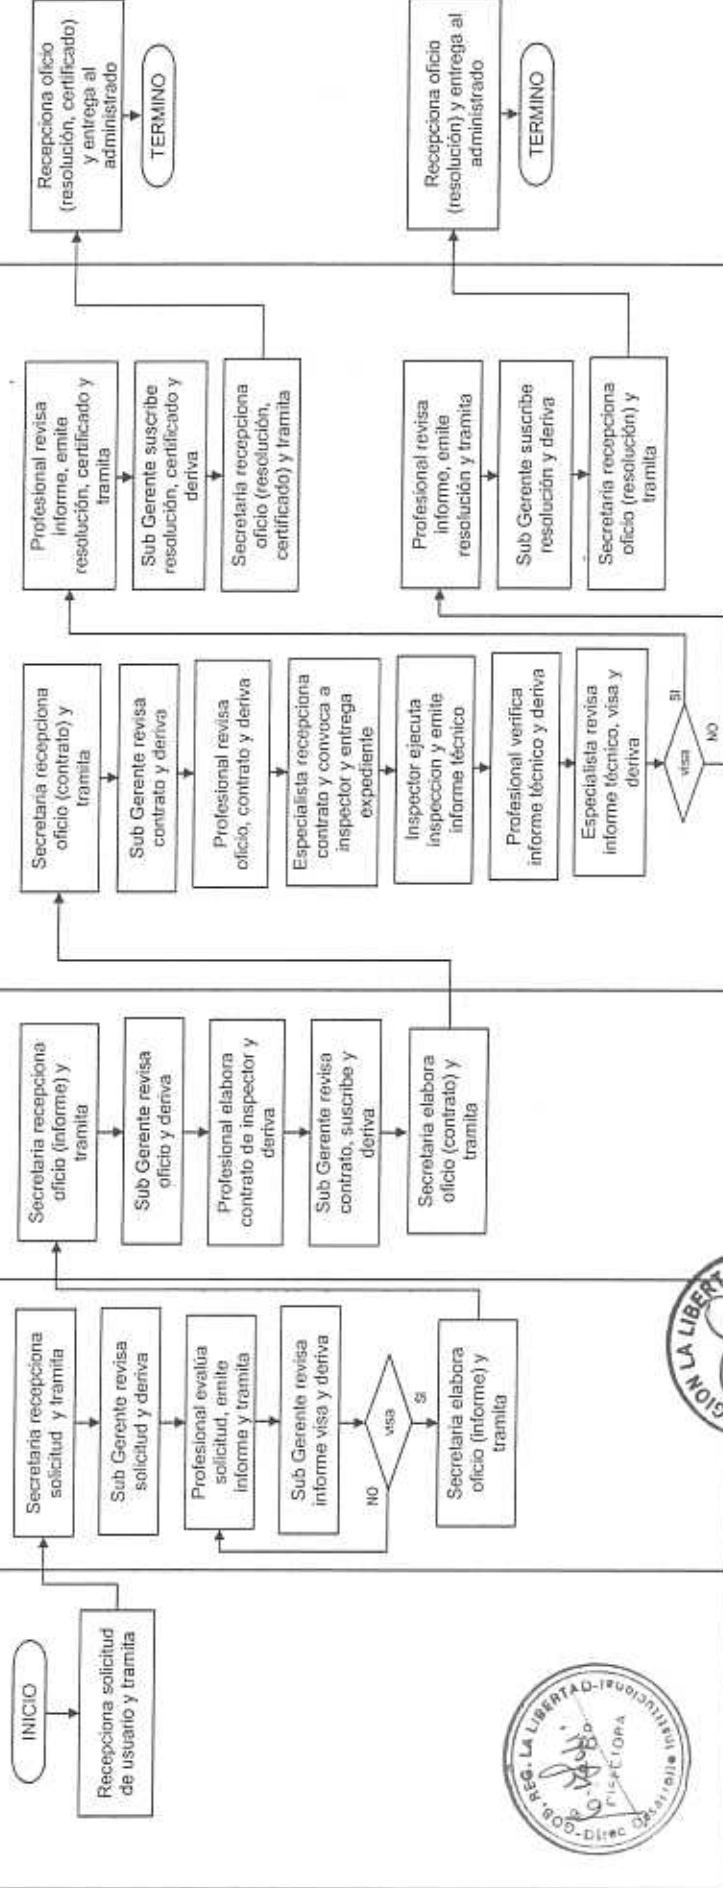 INICIO
Recepciona solicitud
de usuario y tramita
Secretaria recepciona
solicitud y tramita
Sub Gerente revisa
solicitud y deriva
Profesional evalúa
solicitud, emite
informe y tramita
Sub Gerente revisa
informe visa y deriva
visa
NO
SI
Secretaria elabora
oficio (informe) y
tramita
Secretaria recepciona
oficio (informe) y
tramita
Sub Gerente revisa
oficio y deriva
Profesional elabora
contrato de inspector y
deriva
Sub Gerente revisa
contrato, suscribe y
deriva
Secretaria elabora
oficio (contrato) y
tramita
Secretaria recepciona
oficio (contrato) y
tramita
Sub Gerente revisa
contrato y deriva
Profesional revisa
oficio, contrato y deriva
Especialista recepciona
contrato y convoca a
inspector y entrega
expediente
Inspector ejecuta
inspeccion y emite
informe técnico
Profesional verifica
informe técnico y deriva
Especialista revisa
informe técnico, visa y
deriva
visa
SI
NO
Profesional revisa
informe, emite
resolución, certificado y
tramita
Sub Gerente suscribe
resolución, certificado y
deriva
Secretaria recepciona
oficio (resolución,
certificado) y tramita
Profesional revisa
informe, emite
resolución y tramita
Sub Gerente suscribe
resolución y deriva
Secretaria recepciona
oficio (resolución) y
tramita
Recepciona oficio
(resolución, certificado)
y entrega al
administrado
TERMINO
Recepciona oficio
(resolución) y entrega al
administrado
TERMINO
GOB. REG. LA LIBERTAD
DIRECTORA
GION LA LIBERT